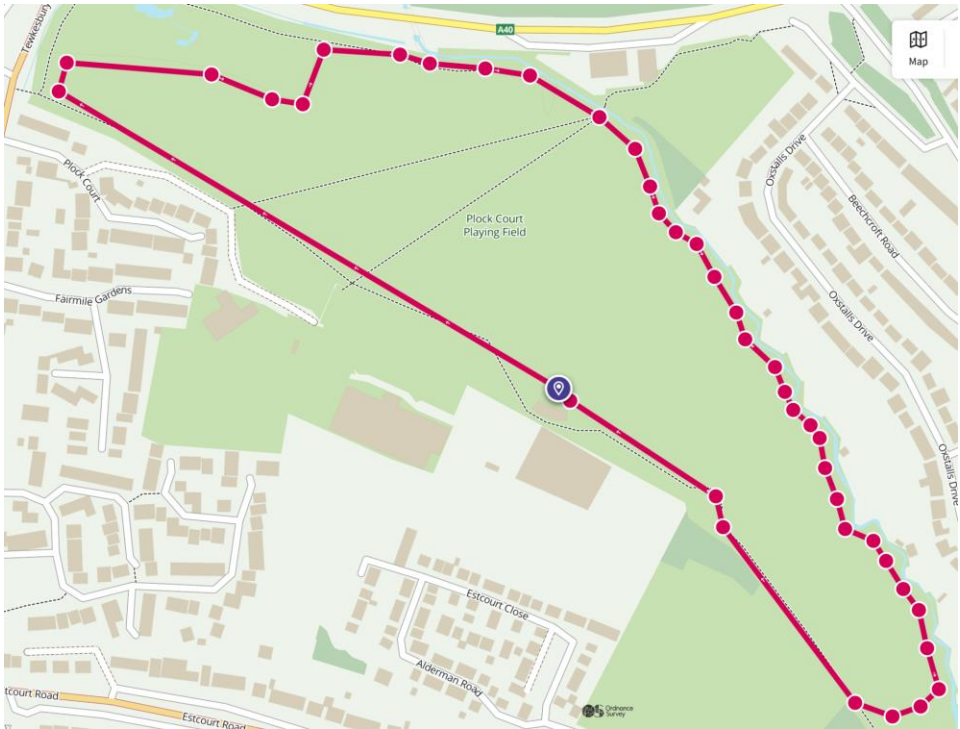 A40
Tewkesbury
Map
Oxstalls Drive
Plock Court
Beechcroft Road
Plock Court
Playing Field
Fairmile Gardens
Oxstalls Drive
Oxstalls Drive
Estcourt Close
Alderman Road
stcourt Road
Estcourt Road
Ordnance
Survey